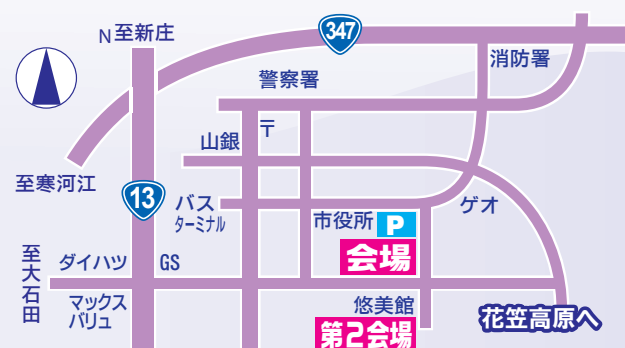 N
至新庄
347
消防署
警察署
〒
山銀
至寒河江
13
バス
ターミナル
ゲオ
市役所
P
会場
至大石田
ダイハツ
GS
マックス
バリュ
悠美館
第2会場
花笠高原へ